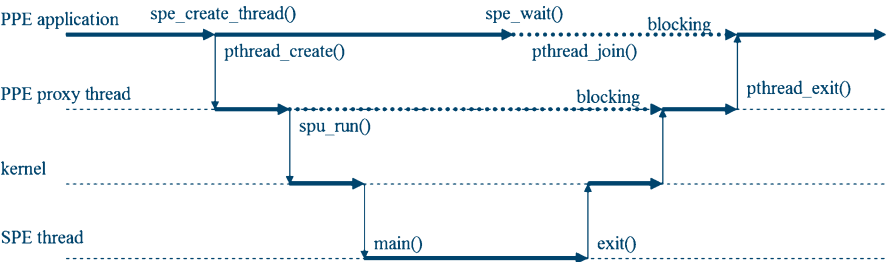 PPE application spe_create_thread() spe_wait() blocking
pthread_create() pthread_join()
PPE proxy thread blocking pthread_exit()
spu_run()
kernel
SPE thread main() exit()